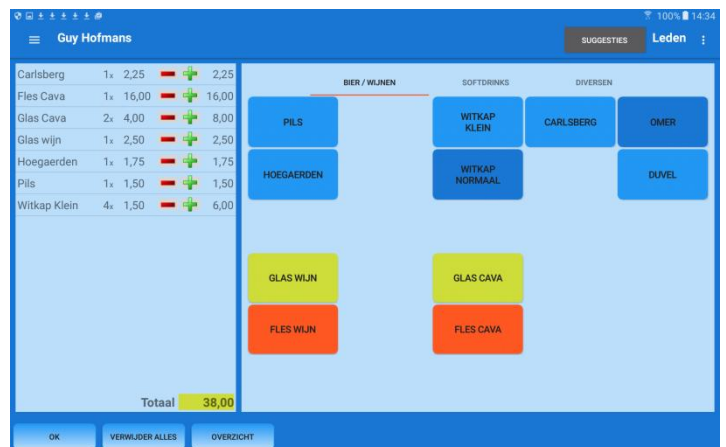 100% 14:34
Guy Hofmans
SUGGESTIES Leden
Carlsberg 1x 2,25 2,25
Fles Cava 1x 16,00 16,00
Glas Cava 2x 4,00 8,00
Glas wijn 1x 2,50 2,50
Hoegaerden 1x 1,75 1,75
Pils 1x 1,50 1,50
Witkap Klein 4x 1,50 6,00
Totaal 38,00
BIER / WIJNEN SOFTDRINKS DIVERSEN
PILS
WITKAP
KLEIN
CARLSBERG
OMER
HOEGAERDEN
WITKAP
NORMAAL
DUVEL
GLAS WIJN
GLAS CAVA
FLES WIJN
FLES CAVA
OK
VERWIJDER ALLES
OVERZICHT